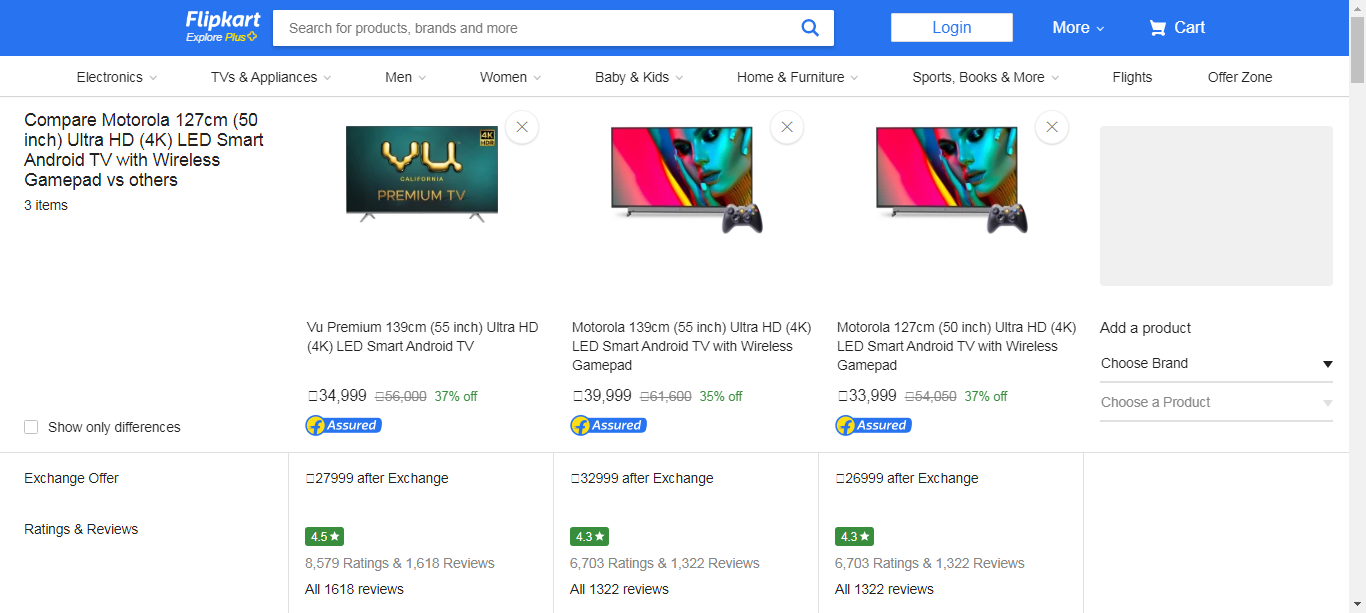 Flipkart
Explore Plus
Search for products, brands and more
Login
More
Cart
Electronics
TVs & Appliances
Men
Women
Baby & Kids
Home & Furniture
Sports, Books & More
Flights
Offer Zone
Compare Motorola 127cm (50
inch) Ultra HD (4K) LED Smart
Android TV with Wireless
Gamepad vs others
3 items
4K
HDR
vu
CALIFORNIA
PREMIUM TV
Vu Premium 139cm (55 inch) Ultra HD
(4K) LED Smart Android TV
34,999 56,000 37% off
Assured
Motorola 139cm (55 inch) Ultra HD (4K)
LED Smart Android TV with Wireless
Gamepad
39,999 61,600 35% off
Assured
Motorola 127cm (50 inch) Ultra HD (4K)
LED Smart Android TV with Wireless
Gamepad
33,999 54,050 37% off
Assured
Add a product
Choose Brand
Choose a Product
Show only differences
Exchange Offer
27999 after Exchange
32999 after Exchange
26999 after Exchange
Ratings & Reviews
4.5★
8,579 Ratings & 1,618 Reviews
All 1618 reviews
4.3★
6,703 Ratings & 1,322 Reviews
All 1322 reviews
4.3★
6,703 Ratings & 1,322 Reviews
All 1322 reviews